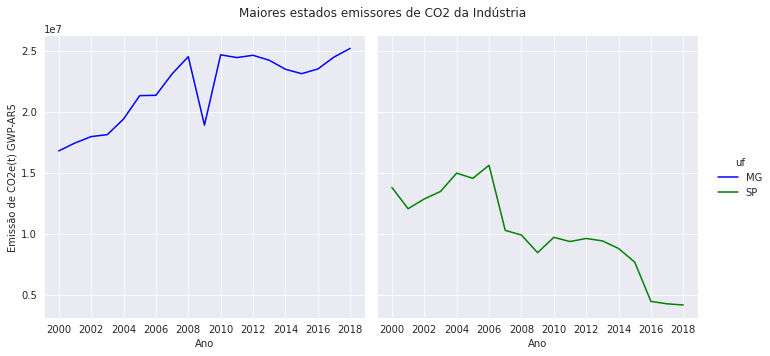 Maiores estados emissores de CO2 da Indústria
1e7
2.5
2.0
1.5
1.0
0.5
Emissão de CO2e(t) GWP-AR5
2000 2002 2004 2006 2008 2010 2012 2014 2016 2018
Ano
2000 2002 2004 2006 2008 2010 2012 2014 2016 2018
Ano
uf
MG
SP